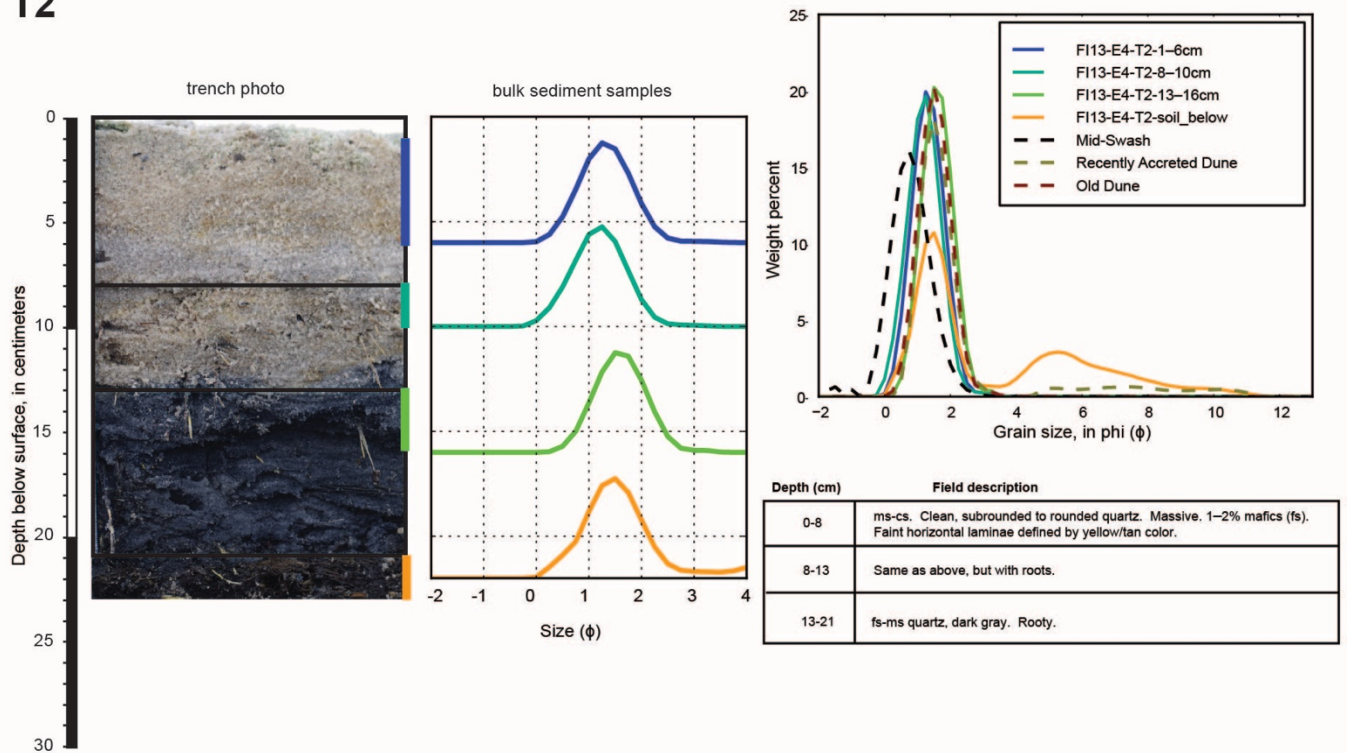 T2
trench photo
bulk sediment samples
Depth below surface, in centimeters
0
5
10
15
20
25
30
-2 -1 0 1 2 3 4
Size (ϕ)
25
20
15
10
5
0
Weight percent
−2 0 2 4 6 8 10 12
Grain size, in phi (ϕ)
FI13-E4-T2-1–6cm
FI13-E4-T2-8–10cm
FI13-E4-T2-13–16cm
FI13-E4-T2-soil_below
Mid-Swash
Recently Accreted Dune
Old Dune
Depth (cm) Field description
0-8 ms-cs. Clean, subrounded to rounded quartz. Massive. 1–2% mafics (fs).
Faint horizontal laminae defined by yellow/tan color.
8-13 Same as above, but with roots.
13-21 fs-ms quartz, dark gray. Rooty.